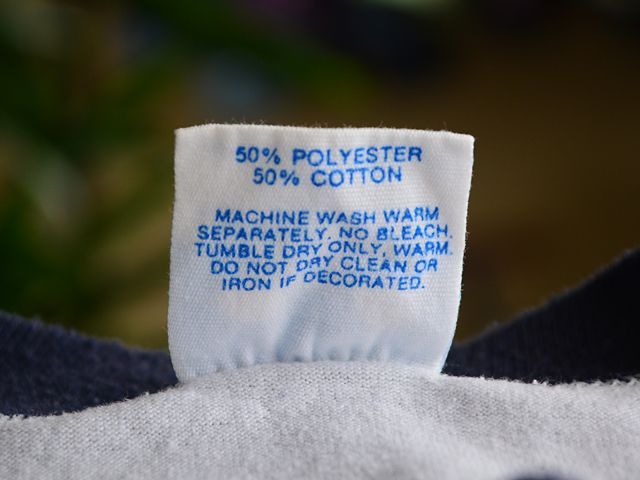 50% POLYESTER
50% COTTON
MACHINE WASH WARM
SEPARATELY. NO BLEACH.
TUMBLE DRY ONLY, WARM.
DO NOT DRY CLEAN OR
IRON IF DECORATED.